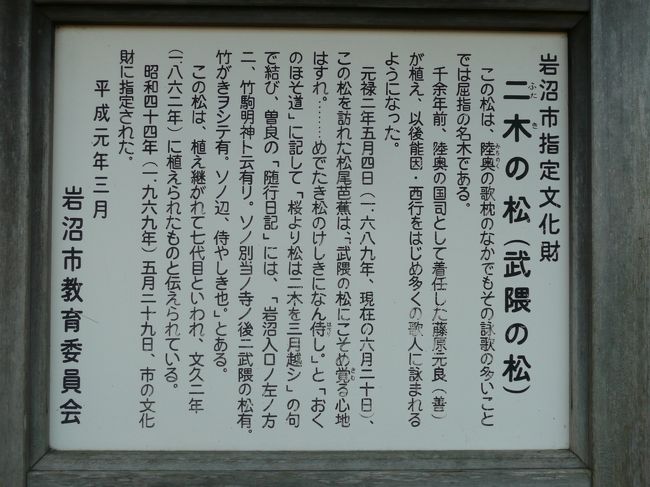 岩沼市指定文化財
二木の松(武隈の松)
ふた き
この松は、陸奥の歌枕のなかでもその詠歌の多いこと
みちのく
では屈指の名木である。
千余年前、陸奥の国司として着任した藤原元良(善)
が植え、以後能因・西行をはじめ多くの歌人に詠まれる
ようになった。
元禄二年五月四日(一六八九年、現在の六月二十日)、
この松を訪れた松尾芭蕉は、「武隈の松にこそめ覚る心地
さむ
はすれ。……めでたき松のけしきになん侍し。」と「おく
はべり
のほそ道」に記して「桜より松は二木を三月越シ」の句
で結び、曽良の「随行日記」には、「岩沼入口ノ左ノ方
ニ、竹駒明神ト云有リ。ソノ別当ノ寺ノ後ニ武隈の松有。
竹がきヲシテ有。ソノ辺、侍やしき也。」とある。
この松は、植え継がれて七代目といわれ、文久二年
(一八六二年)に植えられたものと伝えられている。
昭和四十四年(一九六九年)五月二十九日、市の文化
財に指定された。
平成元年三月
岩沼市教育委員会